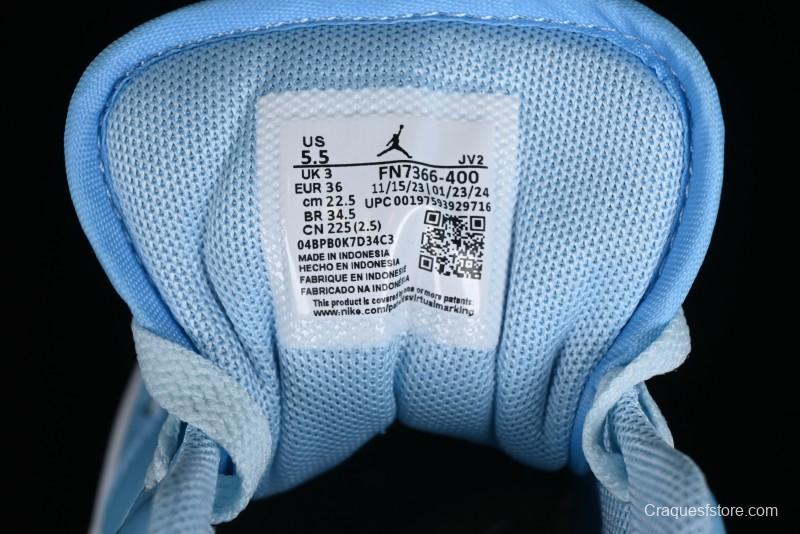 US
5.5 JV2
UK 3 FN7366-400
EUR 36 11/15/23 | 01/23/24
cm 22.5 UPC 00197593929716
BR 34.5
CN 225 (2.5)
04BPB0K7D34C3
MADE IN INDONESIA
HECHO EN INDONESIA
FABRIQUE EN INDONESIE
FABRICADO NA INDONESIA
This product is covered by one or more patents
www.nike.com/patentsvirtualmarking
Craquesfstore.com